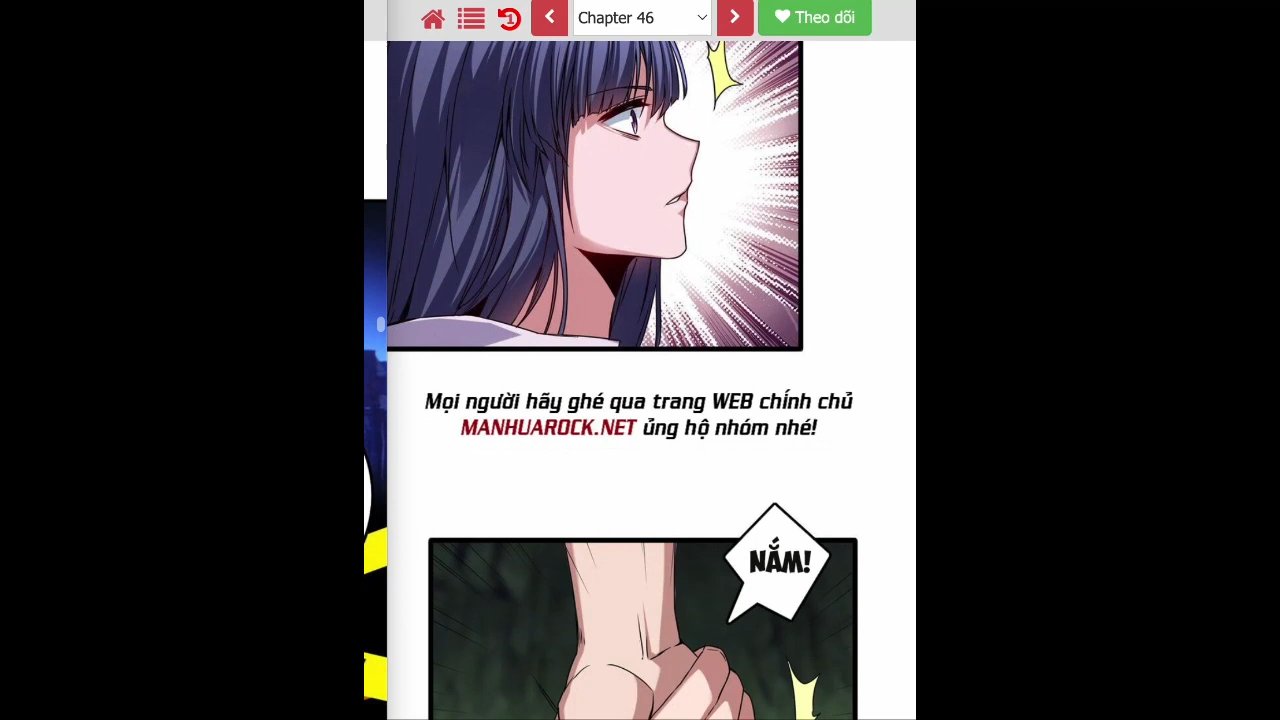 1
Chapter 46
Theo dõi
Mọi người hãy ghé qua trang WEB chính chủ
MANHUAROCK.NET ủng hộ nhóm nhé!
NẮM!